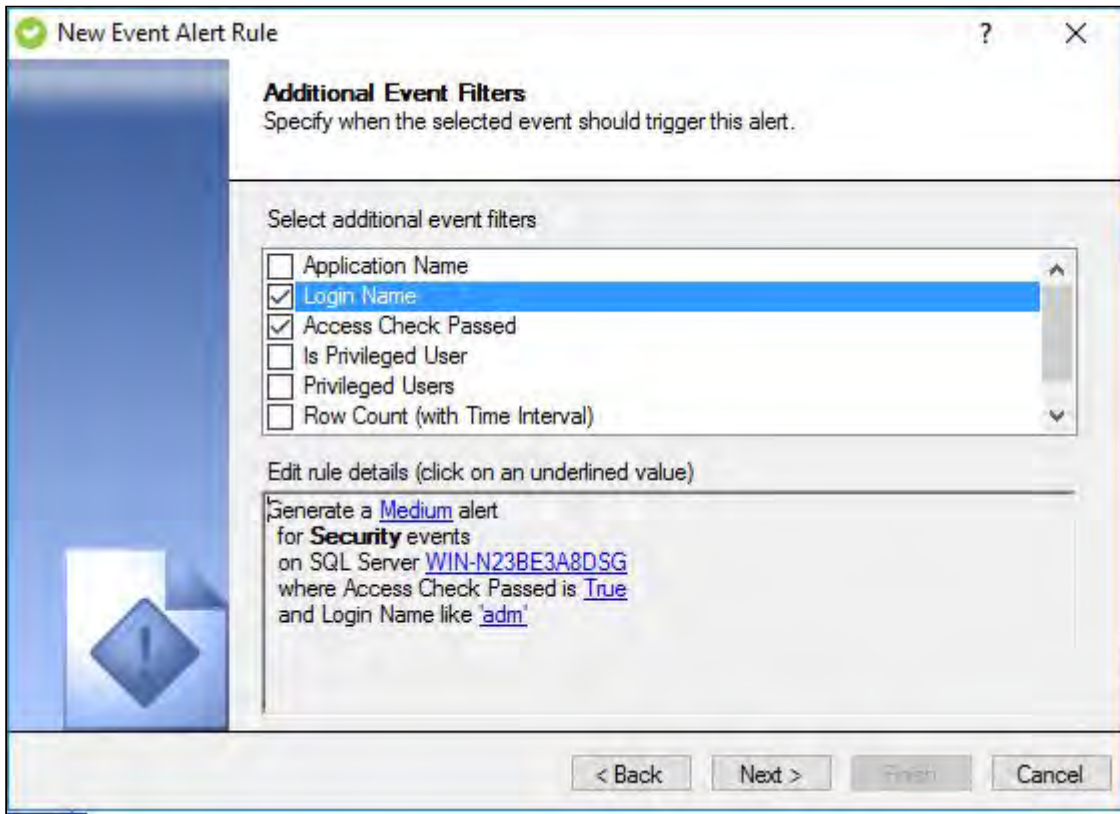 New Event Alert Rule
?
Additional Event Filters
Specify when the selected event should trigger this alert.
Select additional event filters
Application Name
Login Name
Access Check Passed
Is Privileged User
Privileged Users
Row Count (with Time Interval)
Edit rule details (click on an underlined value)
Generate a Medium alert
for Security events
on SQL Server WIN-N23BE3A8DSG
where Access Check Passed is True
and Login Name like 'adm'
< Back Next > Finish Cancel